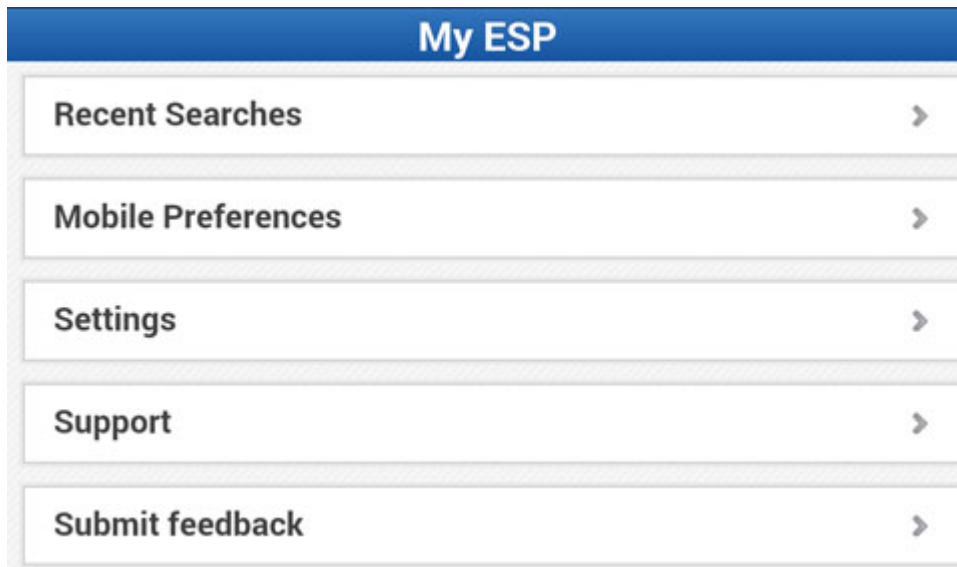 My ESP
Recent Searches
Mobile Preferences
Settings
Support
Submit feedback